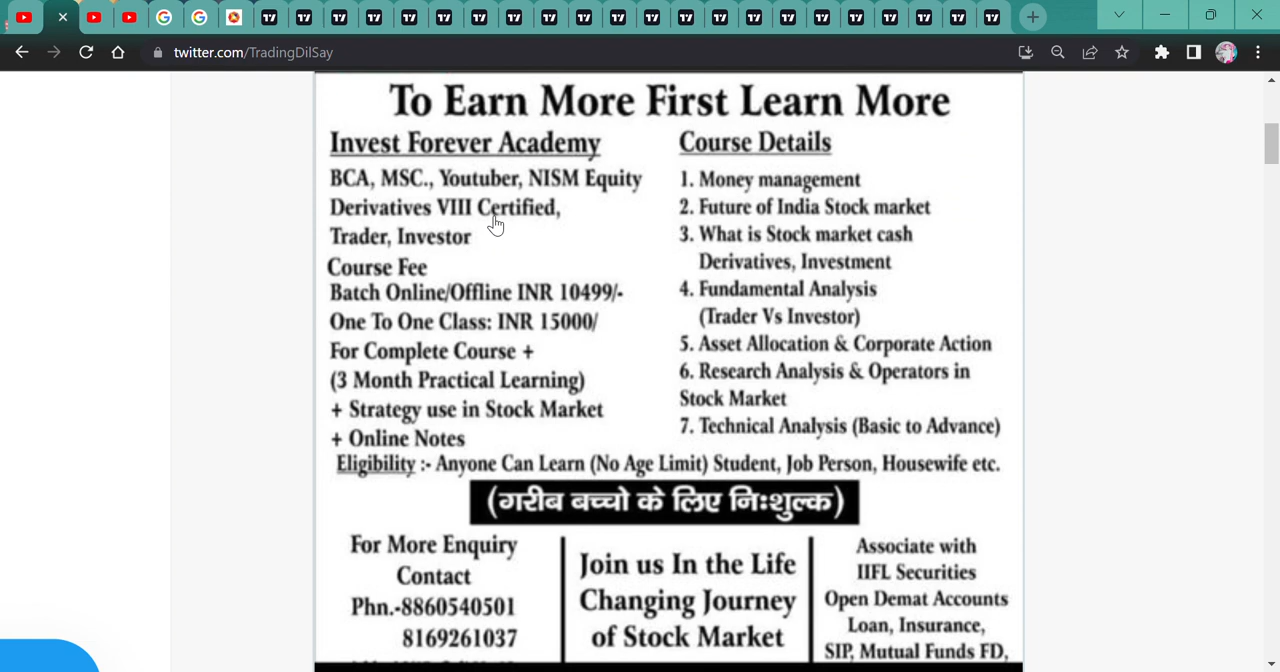 twitter.com/TradingDilSay
To Earn More First Learn More
Invest Forever Academy
BCA, MSC., Youtuber, NISM Equity
Derivatives VIII Certified,
Trader, Investor
Course Fee
Batch Online/Offline INR 10499/-
One To One Class: INR 15000/
For Complete Course +
(3 Month Practical Learning)
+ Strategy use in Stock Market
+ Online Notes
Course Details
1. Money management
2. Future of India Stock market
3. What is Stock market cash
Derivatives, Investment
4. Fundamental Analysis
(Trader Vs Investor)
5. Asset Allocation & Corporate Action
6. Research Analysis & Operators in
Stock Market
7. Technical Analysis (Basic to Advance)
Eligibility :- Anyone Can Learn (No Age Limit) Student, Job Person, Housewife etc.
(गरीब बच्चो के लिए निःशुल्क)
For More Enquiry
Contact
Phn.-8860540501
8169261037
Join us In the Life
Changing Journey
of Stock Market
Associate with
IIFL Securities
Open Demat Accounts
Loan, Insurance,
SIP, Mutual Funds FD,